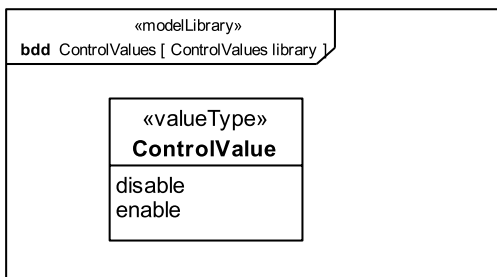 «modelLibrary»
bdd ControlValues [ ControlValues library ]
«valueType»
ControlValue
disable
enable